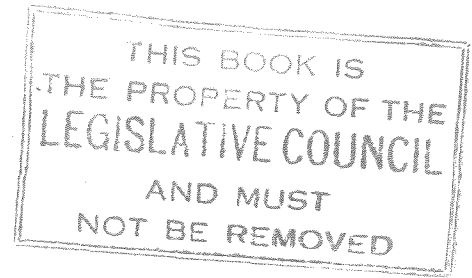 THIS BOOK IS
THE PROPERTY OF THE
LEGISLATIVE COUNCIL
AND MUST
NOT BE REMOVED